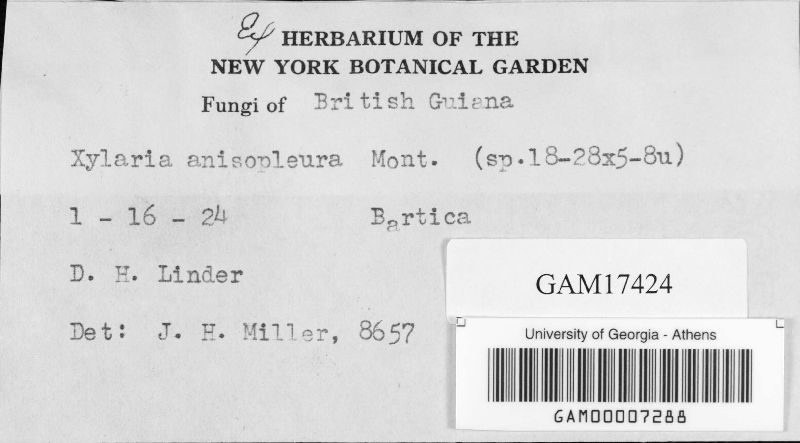 Ex HERBARIUM OF THE
NEW YORK BOTANICAL GARDEN
Fungi of British Guiana
Xylaria anisopleura Mont. (sp.18-28x5-8u)
1 - 16 - 24 Bartica
D. H. Linder
Det: J. H. Miller, 8657
GAM17424
University of Georgia - Athens
GAM00007288